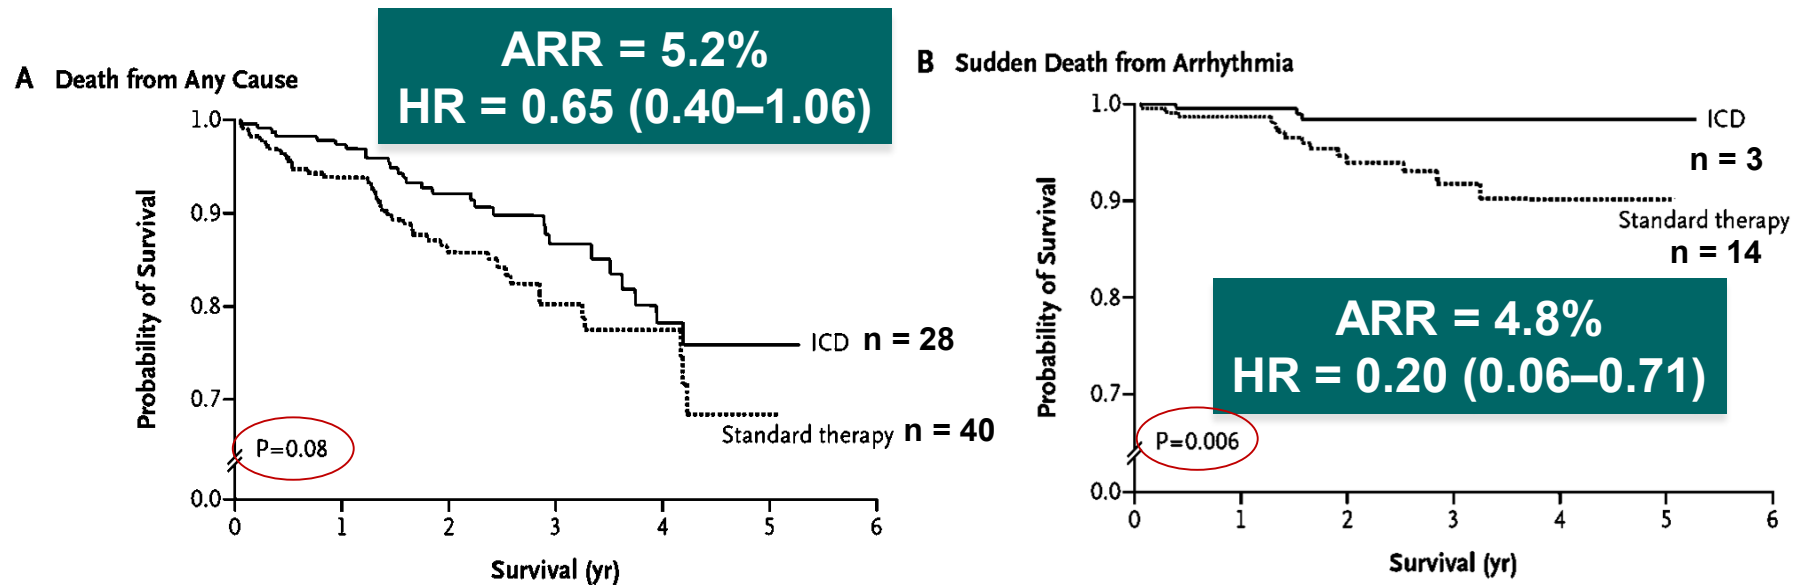 ARR = 5.2%
HR = 0.65 (0.40–1.06)
A Death from Any Cause
Probability of Survival
1.0
0.9
0.8
0.7
0.0
ICD n = 28
Standard therapy n = 40
P=0.08
0 1 2 3 4 5 6
Survival (yr)
B Sudden Death from Arrhythmia
Probability of Survival
1.0
0.9
0.8
0.7
0.0
ICD
n = 3
Standard therapy
n = 14
ARR = 4.8%
HR = 0.20 (0.06–0.71)
P=0.006
0 1 2 3 4 5 6
Survival (yr)